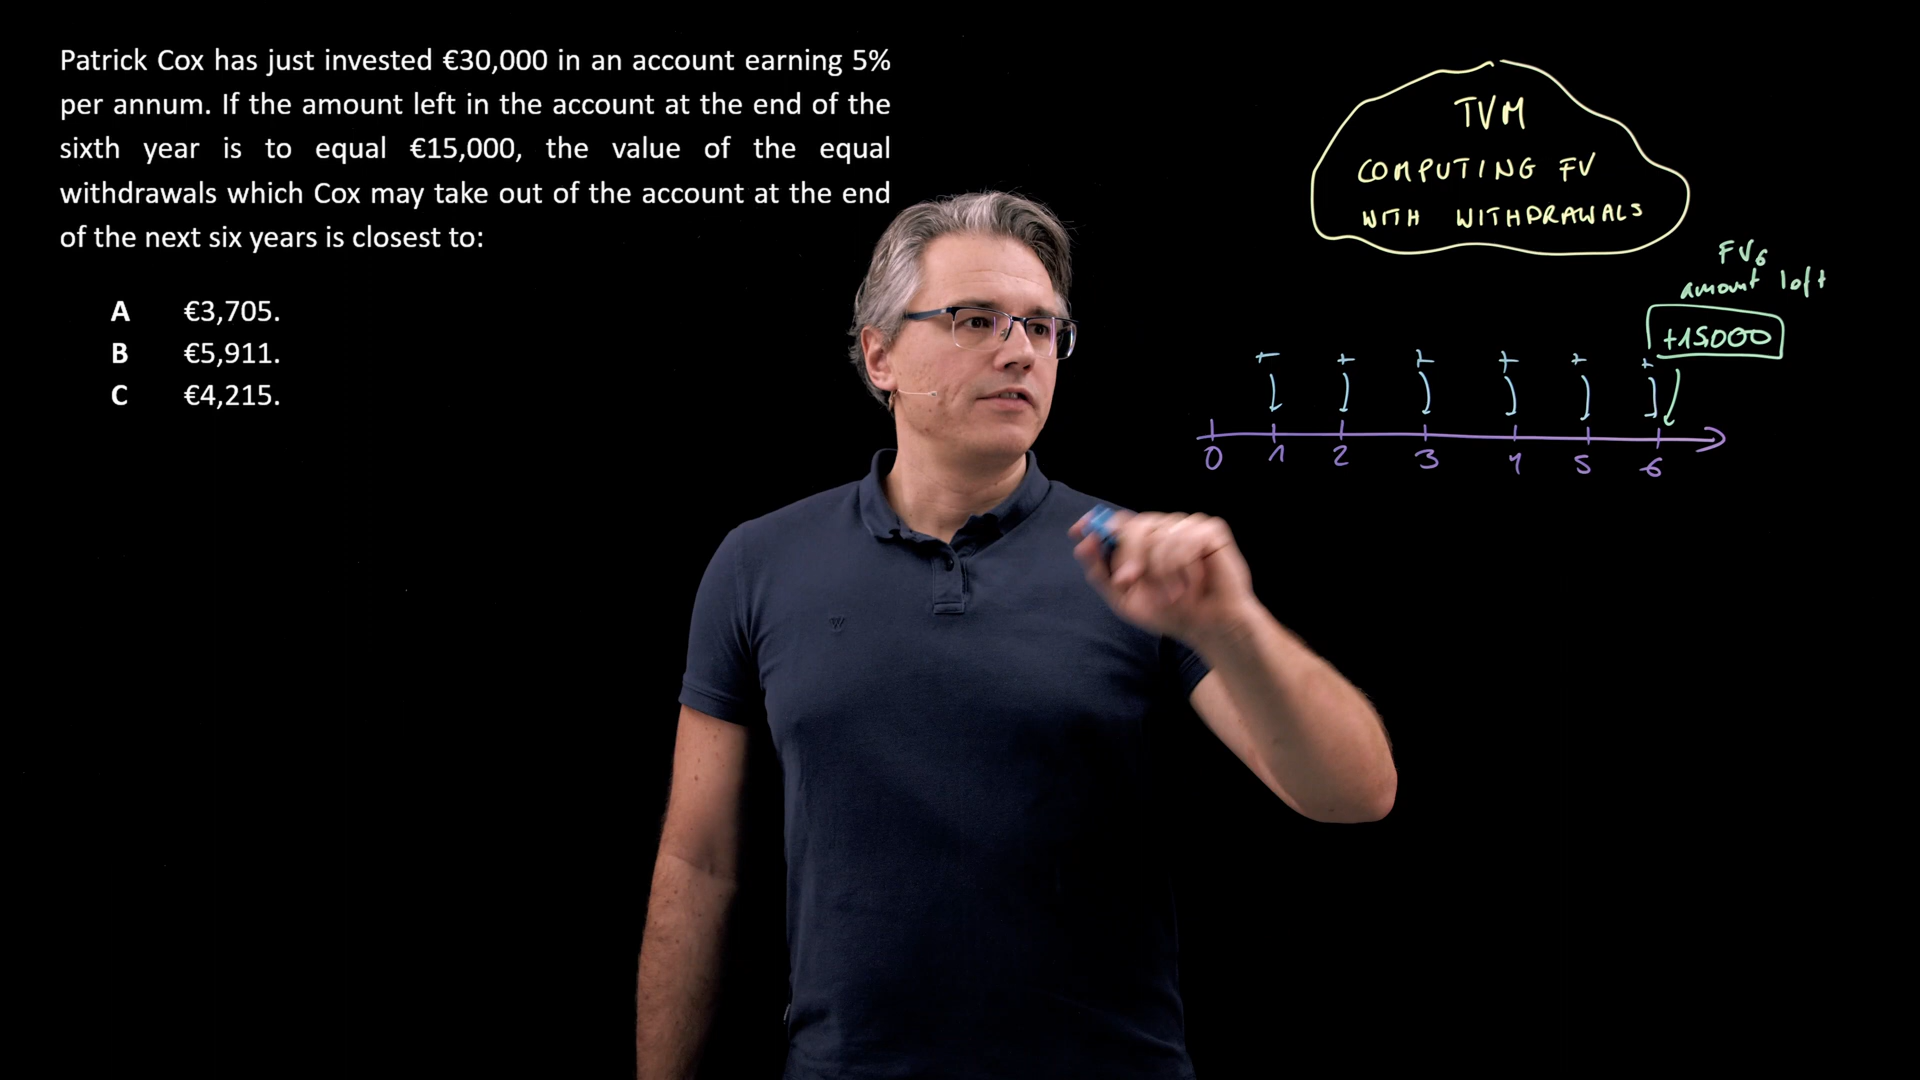 Patrick Cox has just invested €30,000 in an account earning 5%
per annum. If the amount left in the account at the end of the
sixth year is to equal €15,000, the value of the equal
withdrawals which Cox may take out of the account at the end
of the next six years is closest to:
A €3,705.
B €5,911.
C €4,215.
TVM
COMPUTING FV
WITH WITHDRAWALS
FV6
amount left
+15000
+ + + + + +
0 1 2 3 4 5 6